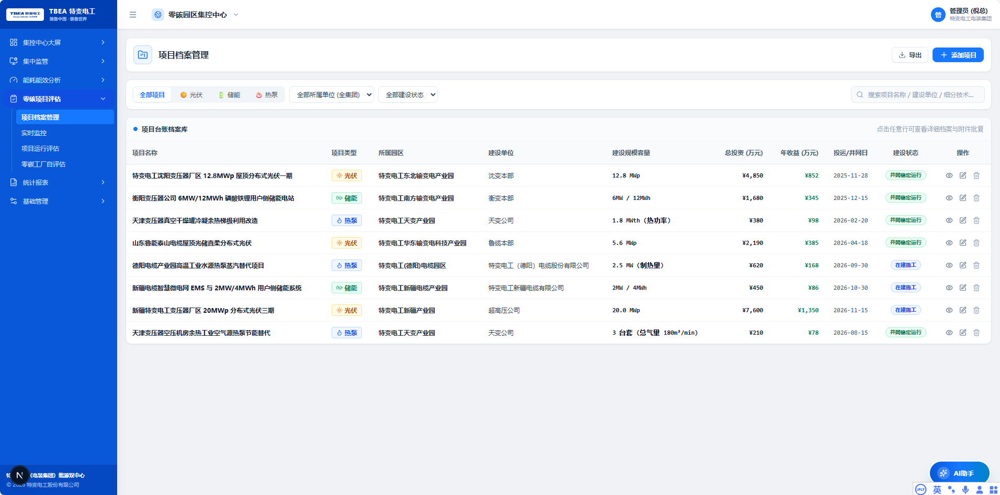 TBEA 特变电工
装备中国·装备世界
集控中心大屏
集中监管
能耗能效分析
零碳项目评估
项目档案管理
实时监控
项目运行评估
零碳工厂自评估
统计报表
基础管理
N
(电装集团) 能源双中心
特变电工股份有限公司
零碳园区集控中心
管
管理员 (倪总)
特变电工电装集团
项目档案管理
导出
添加项目
全部项目 光伏 储能 热泵 全部所属单位 (全集团) 全部建设状态 搜索项目名称 / 建设单位 / 细分技术...
项目台账档案库 点击任意行可查看详细档案与附件批复
项目名称 项目类型 所属园区 建设单位 建设规模容量 总投资 (万元) 年收益 (万元) 投运/并网日 建设状态 操作
特变电工沈阳变压器厂区 12.8MWp 屋顶分布式光伏一期 光伏 特变电工东北输变电产业园 沈变本部 12.8 MWp ¥4,850 ¥852 2025-11-28 并网稳定运行
衡阳变压器公司 6MW/12MWh 磷酸铁锂用户侧储能电站 储能 特变电工南方输变电产业园 衡变本部 6MW / 12MWh ¥1,680 ¥345 2025-12-15 并网稳定运行
天津变压器真空干燥罐冷凝余热梯级利用改造 热泵 特变电工天变产业园 天变公司 1.8 MWth (热功率) ¥380 ¥98 2026-02-20 并网稳定运行
山东鲁能泰山电缆屋顶光储直柔分布式光伏 光伏 特变电工华东输变电科技产业园 鲁缆本部 5.6 MWp ¥2,190 ¥385 2026-04-18 并网稳定运行
德阳电缆产业园高温工业水源热泵蒸汽替代项目 热泵 特变电工(德阳)电缆园区 特变电工（德阳）电缆股份有限公司 2.5 MW (制热量) ¥620 ¥168 2026-09-30 在建施工
新疆电缆智慧微电网 EMS 与 2MW/4MWh 用户侧储能系统 储能 特变电工新疆电缆产业园 特变电工新疆电缆有限公司 2MW / 4MWh ¥450 ¥86 2026-10-30 在建施工
新疆特变电工变压器厂区 20MWp 分布式光伏三期 光伏 特变电工新疆产业园 超高压公司 20.0 MWp ¥7,600 ¥1,350 2026-11-15 在建施工
天津变压器空压机房余热工业空气源热泵节能替代 热泵 特变电工天变产业园 天变公司 3 台套 (总气量 180m³/min) ¥210 ¥78 2026-08-15 并网稳定运行
AI助手
iFLY 英